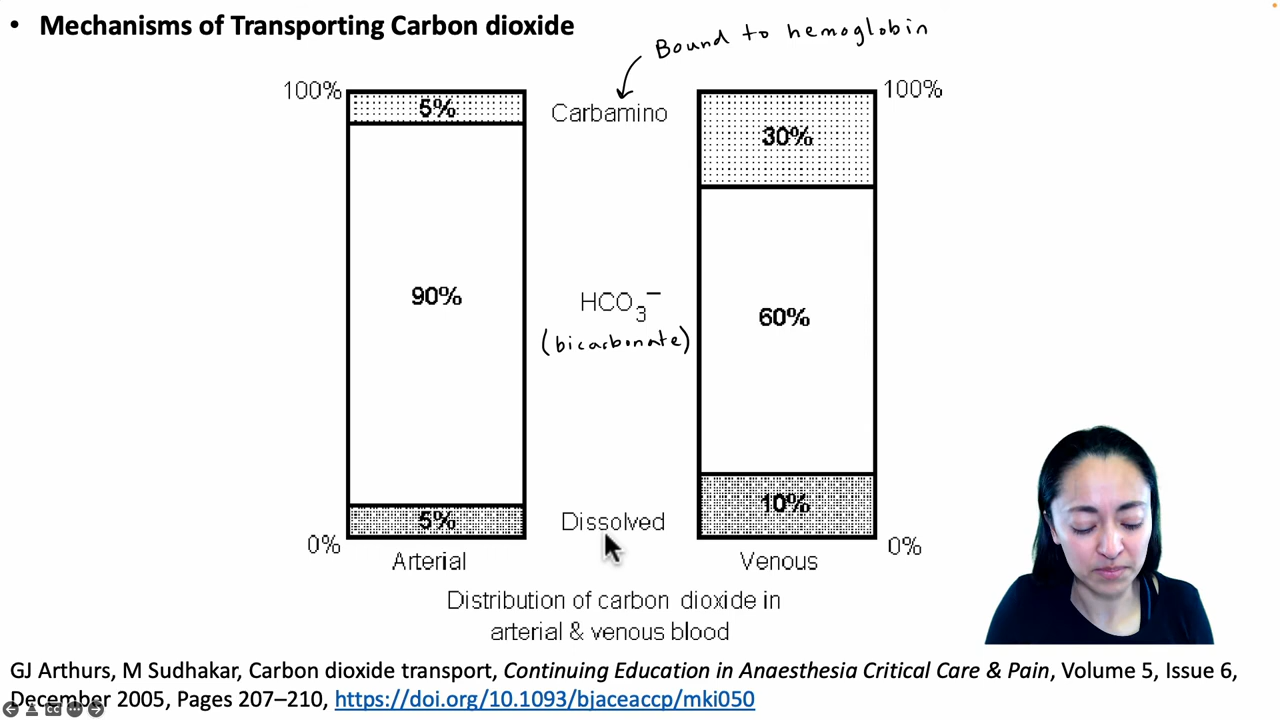 • Mechanisms of Transporting Carbon dioxide
Bound to hemoglobin
100%
5%
Carbamino
30%
100%
90%
HCO3−
(bicarbonate)
60%
5%
Dissolved
10%
0%
Arterial
Venous
0%
Distribution of carbon dioxide in
arterial & venous blood
GJ Arthurs, M Sudhakar, Carbon dioxide transport, Continuing Education in Anaesthesia Critical Care & Pain, Volume 5, Issue 6,
December 2005, Pages 207–210, https://doi.org/10.1093/bjaceaccp/mki050
CC